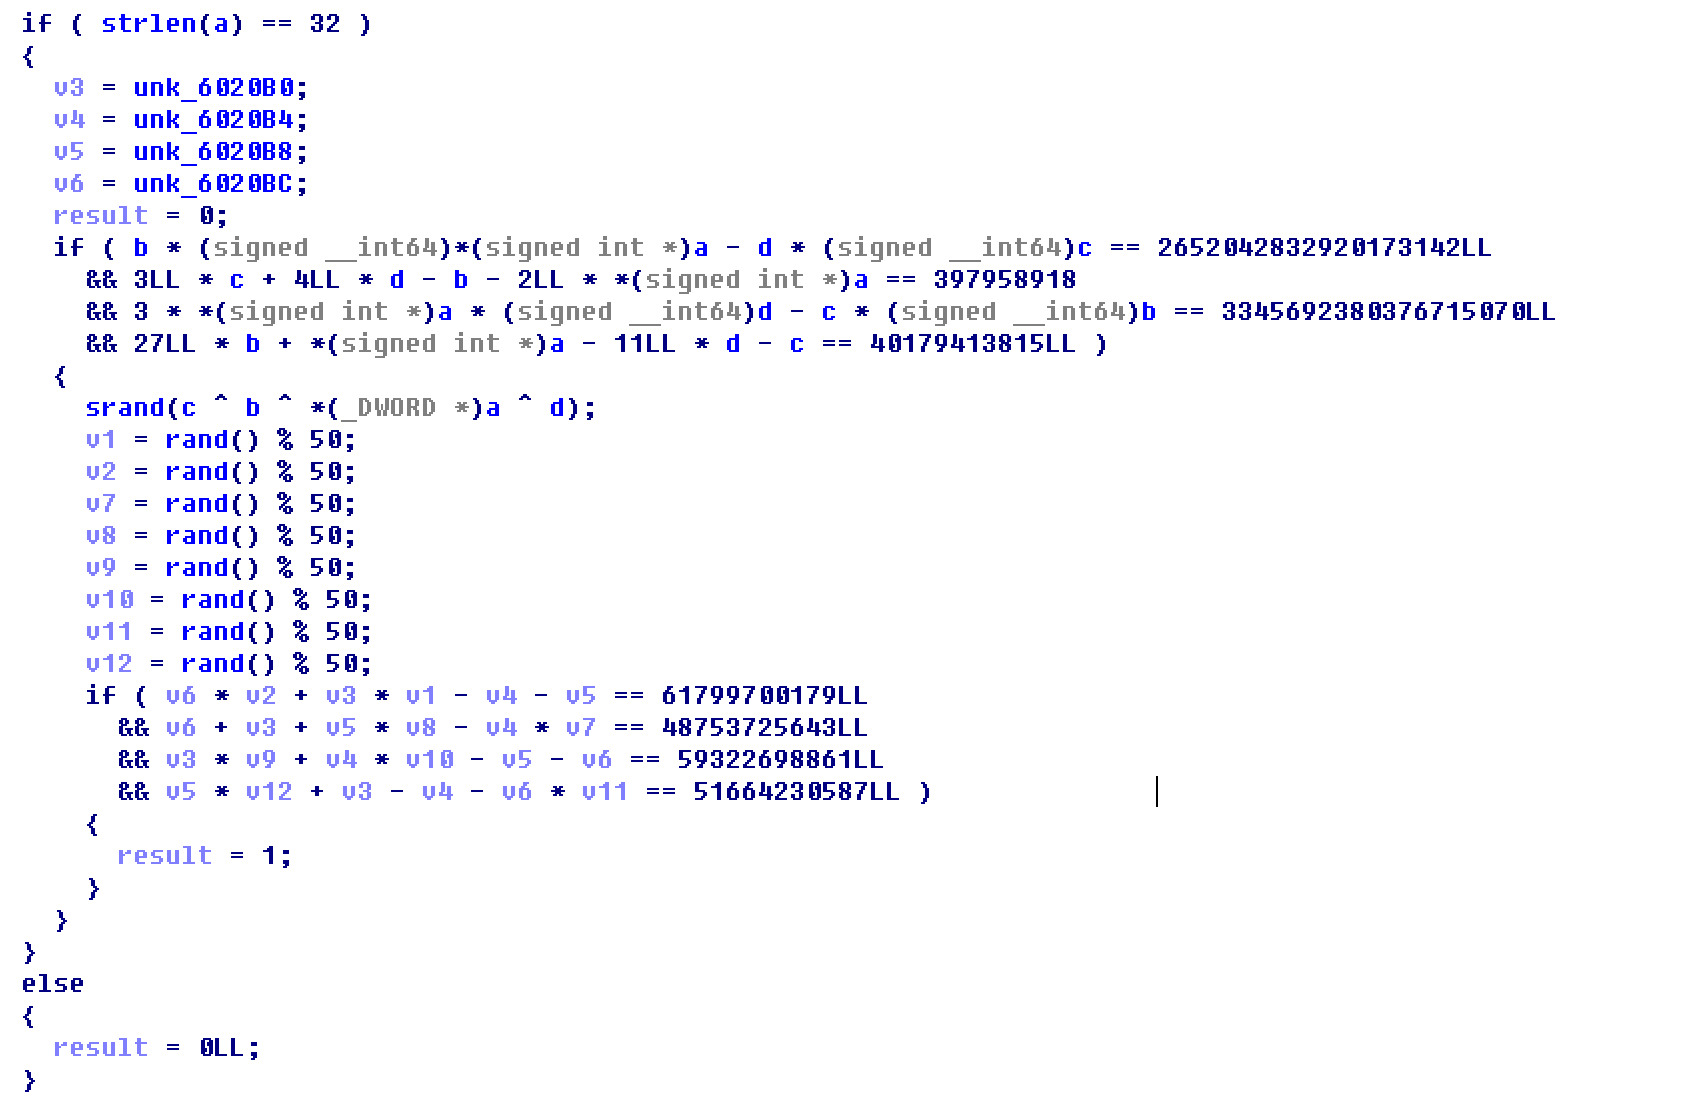 if ( strlen(a) == 32 )
{
  v3 = unk_6020B0;
  v4 = unk_6020B4;
  v5 = unk_6020B8;
  v6 = unk_6020BC;
  result = 0;
  if ( b * (signed __int64)*(signed int *)a - d * (signed __int64)c == 2652042832920173142LL
    && 3LL * c + 4LL * d - b - 2LL * *(signed int *)a == 397958918
    && 3 * *(signed int *)a * (signed __int64)d - c * (signed __int64)b == 3345692380376715070LL
    && 27LL * b + *(signed int *)a - 11LL * d - c == 40179413815LL )
  {
    srand(c ^ b ^ *(_DWORD *)a ^ d);
    v1 = rand() % 50;
    v2 = rand() % 50;
    v7 = rand() % 50;
    v8 = rand() % 50;
    v9 = rand() % 50;
    v10 = rand() % 50;
    v11 = rand() % 50;
    v12 = rand() % 50;
    if ( v6 * v2 + v3 * v1 - v4 - v5 == 61799700179LL
      && v6 + v3 + v5 * v8 - v4 * v7 == 48753725643LL
      && v3 * v9 + v4 * v10 - v5 - v6 == 59322698861LL
      && v5 * v12 + v3 - v4 - v6 * v11 == 51664230587LL )
    {
      result = 1;
    }
  }
}
else
{
  result = 0LL;
}